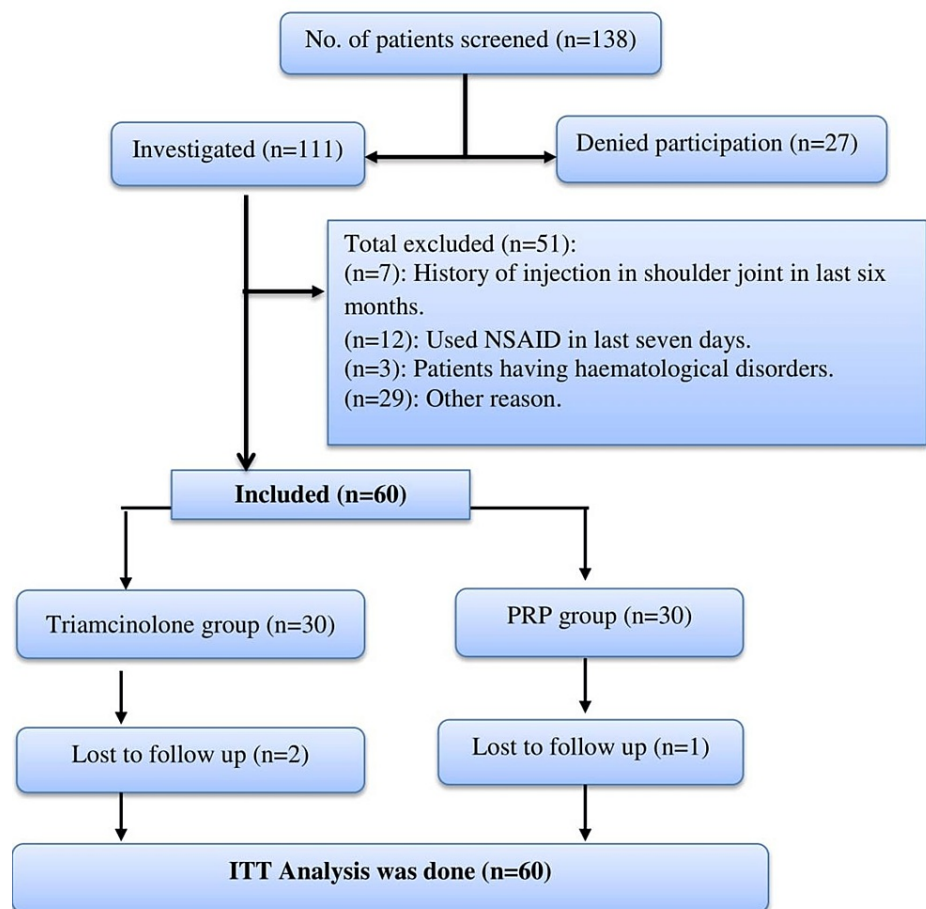 No. of patients screened (n=138)
Investigated (n=111)
Denied participation (n=27)
Total excluded (n=51):
(n=7): History of injection in shoulder joint in last six
months.
(n=12): Used NSAID in last seven days.
(n=3): Patients having haematological disorders.
(n=29): Other reason.
Included (n=60)
Triamcinolone group (n=30)
PRP group (n=30)
Lost to follow up (n=2)
Lost to follow up (n=1)
ITT Analysis was done (n=60)